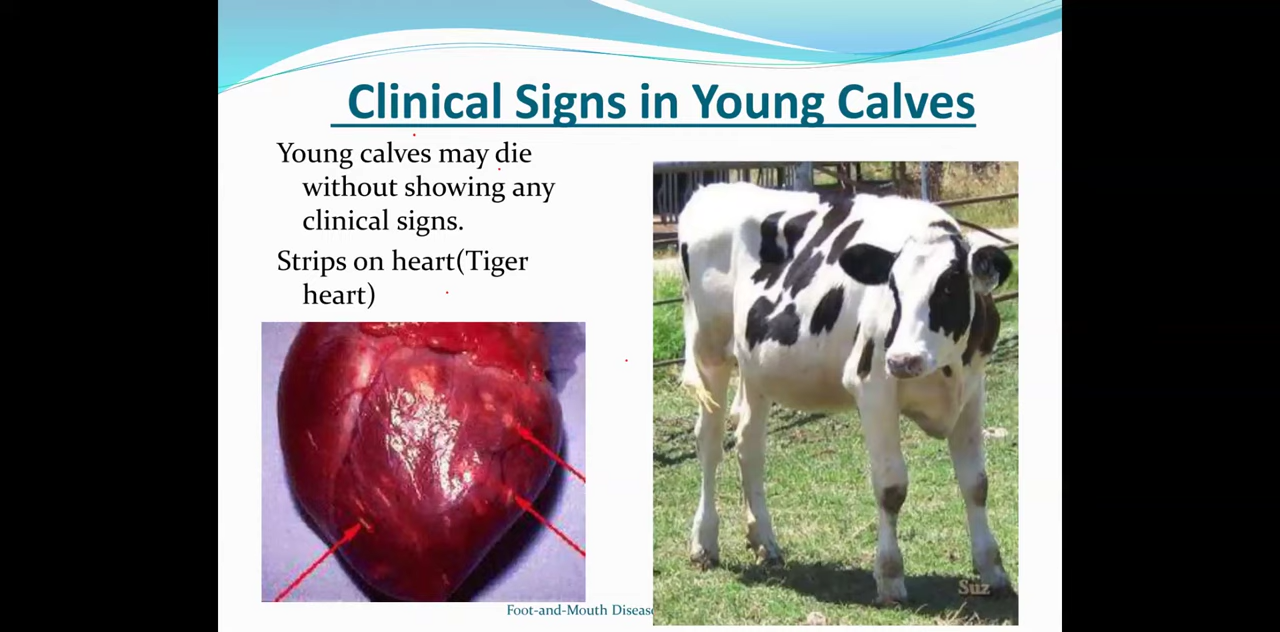 Clinical Signs in Young Calves
Young calves may die
without showing any
clinical signs.
Strips on heart(Tiger
heart)
Süz
Foot-and-Mouth Disease